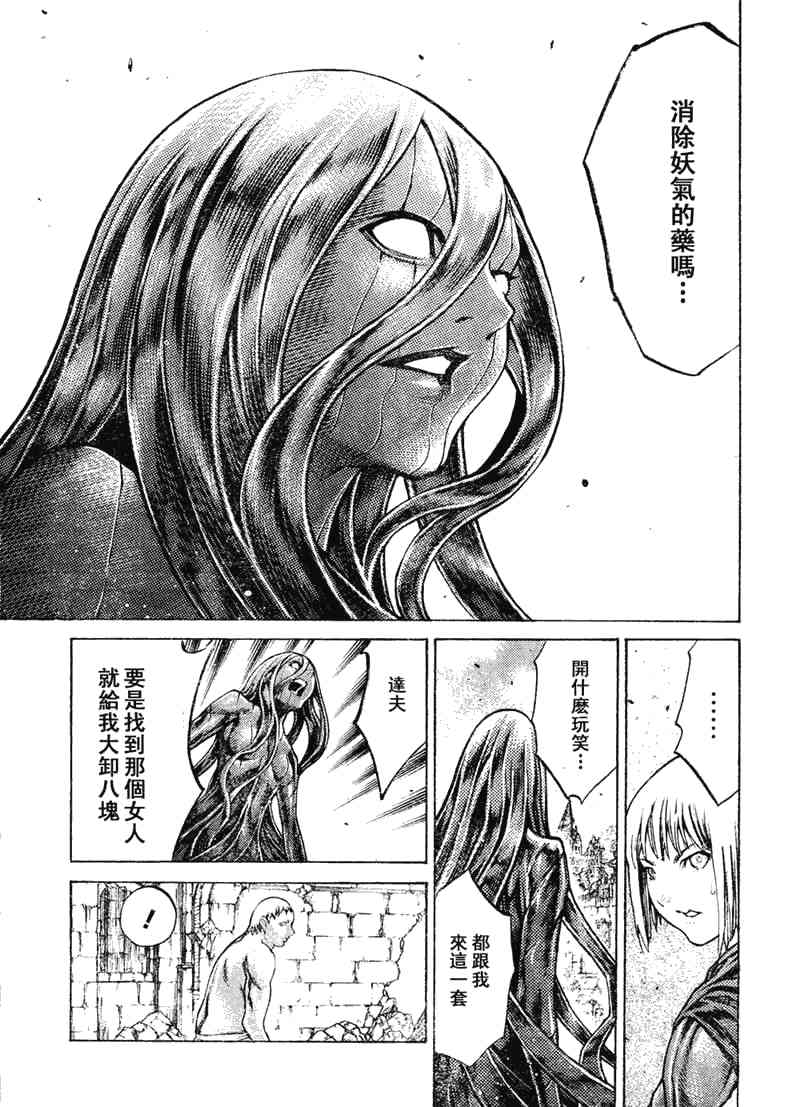 消除妖氣的藥嗎…
……
開什麼玩笑…
都跟我
來這一套
達夫
要是找到那個女人
就給我大卸八塊
！